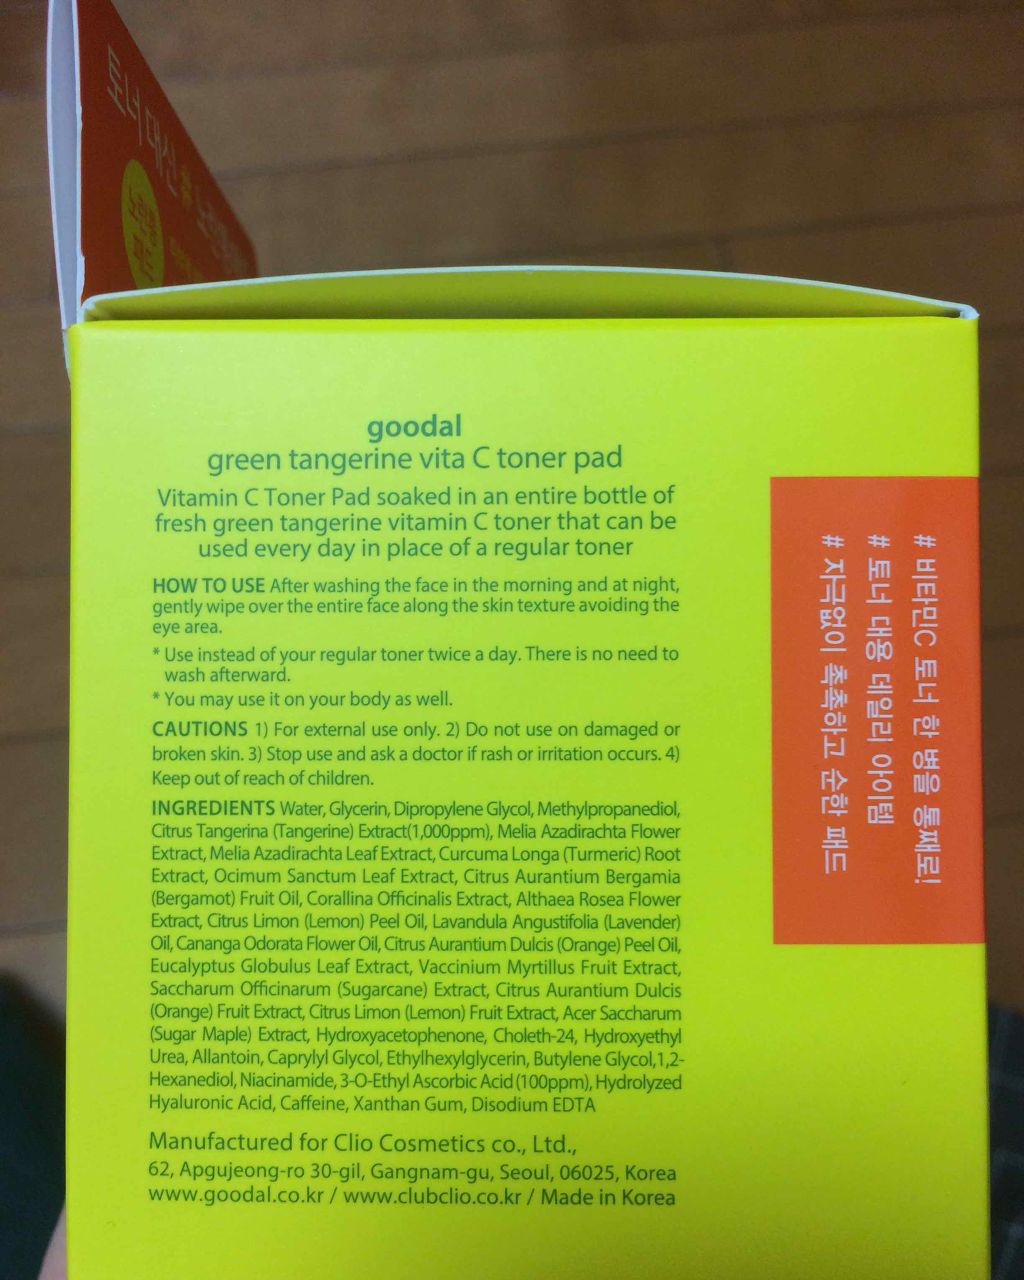 토너 대신
goodal
green tangerine vita C toner pad
Vitamin C Toner Pad soaked in an entire bottle of
fresh green tangerine vitamin C toner that can be
used every day in place of a regular toner
HOW TO USE After washing the face in the morning and at night,
gently wipe over the entire face along the skin texture avoiding the
eye area.
* Use instead of your regular toner twice a day. There is no need to
wash afterward.
* You may use it on your body as well.
CAUTIONS 1) For external use only. 2) Do not use on damaged or
broken skin. 3) Stop use and ask a doctor if rash or irritation occurs. 4)
Keep out of reach of children.
INGREDIENTS Water, Glycerin, Dipropylene Glycol, Methylpropanediol,
Citrus Tangerina (Tangerine) Extract(1,000ppm), Melia Azadirachta Flower
Extract, Melia Azadirachta Leaf Extract, Curcuma Longa (Turmeric) Root
Extract, Ocimum Sanctum Leaf Extract, Citrus Aurantium Bergamia
(Bergamot) Fruit Oil, Corallina Officinalis Extract, Althaea Rosea Flower
Extract, Citrus Limon (Lemon) Peel Oil, Lavandula Angustifolia (Lavender)
Oil, Cananga Odorata Flower Oil, Citrus Aurantium Dulcis (Orange) Peel Oil,
Eucalyptus Globulus Leaf Extract, Vaccinium Myrtillus Fruit Extract,
Saccharum Officinarum (Sugarcane) Extract, Citrus Aurantium Dulcis
(Orange) Fruit Extract, Citrus Limon (Lemon) Fruit Extract, Acer Saccharum
(Sugar Maple) Extract, Hydroxyacetophenone, Choleth-24, Hydroxyethyl
Urea, Allantoin, Caprylyl Glycol, Ethylhexylglycerin, Butylene Glycol,1,2-
Hexanediol, Niacinamide, 3-O-Ethyl Ascorbic Acid (100ppm), Hydrolyzed
Hyaluronic Acid, Caffeine, Xanthan Gum, Disodium EDTA
Manufactured for Clio Cosmetics co., Ltd.,
62, Apgujeong-ro 30-gil, Gangnam-gu, Seoul, 06025, Korea
www.goodal.co.kr / www.clubclio.co.kr / Made in Korea
# 비타민C 토너 한 병을 통째로!
# 토너 대용 데일리 아이템
# 자극없이 촉촉하고 순한 패드